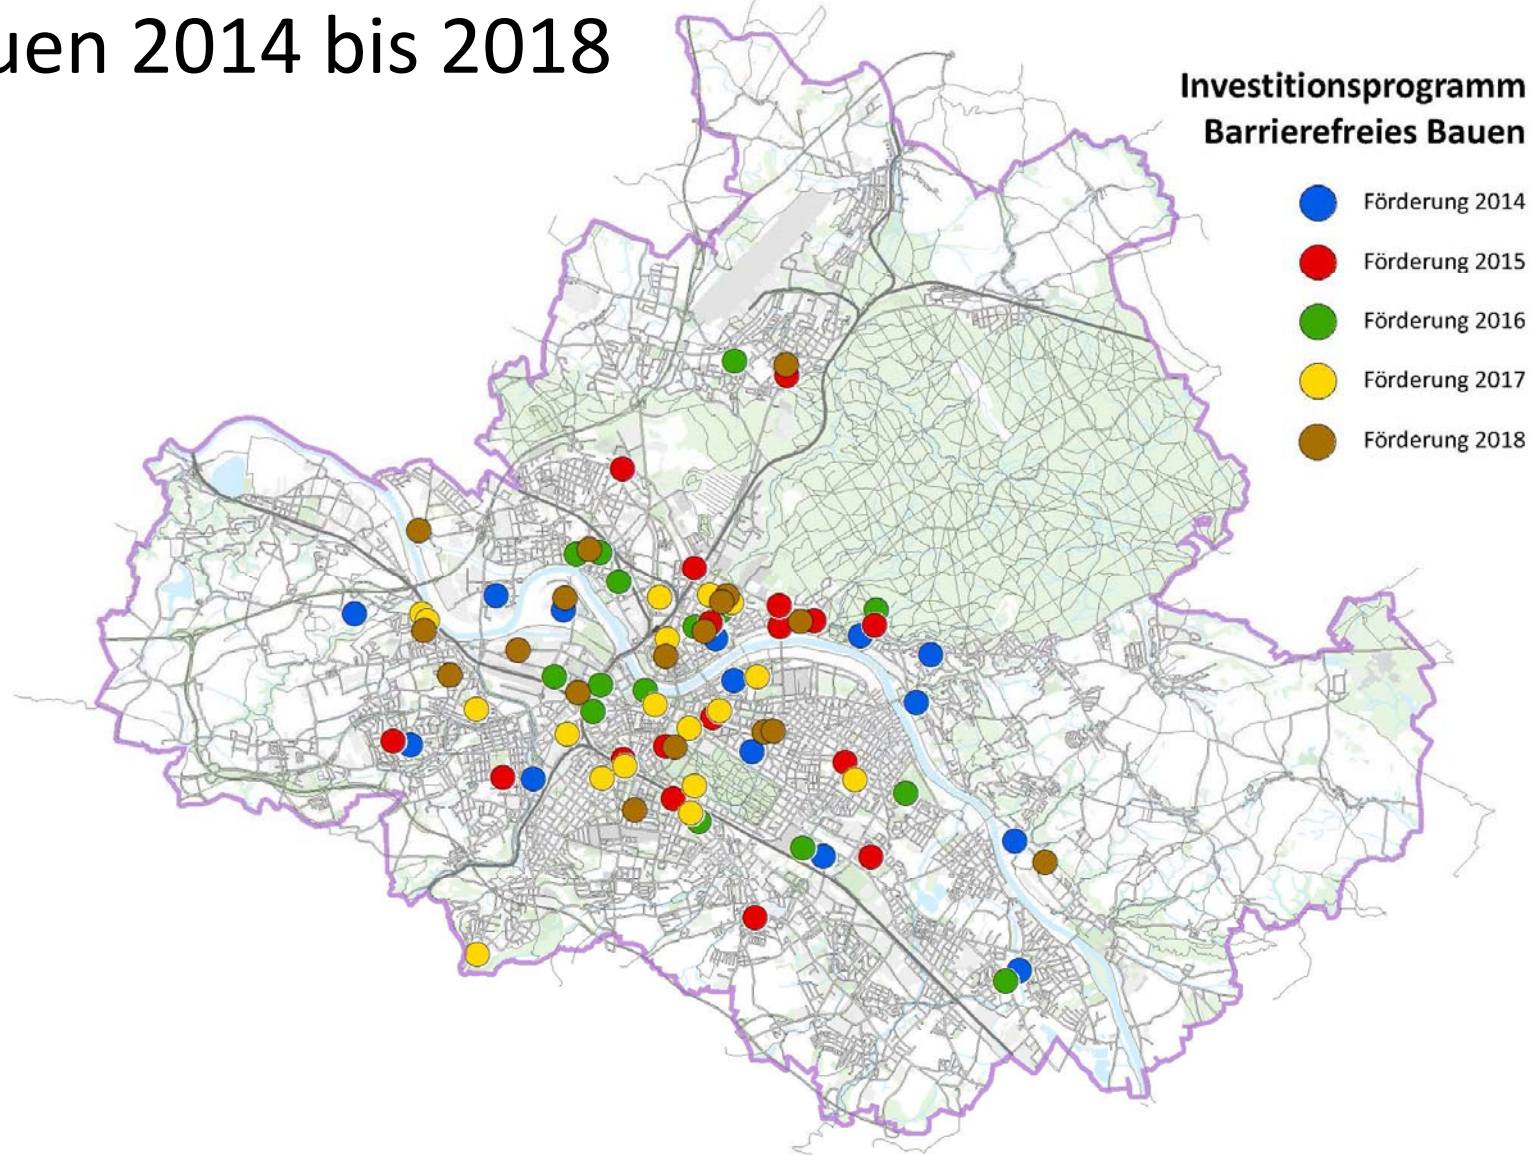 uen 2014 bis 2018
Investitionsprogramm
Barrierefreies Bauen
Förderung 2014
Förderung 2015
Förderung 2016
Förderung 2017
Förderung 2018